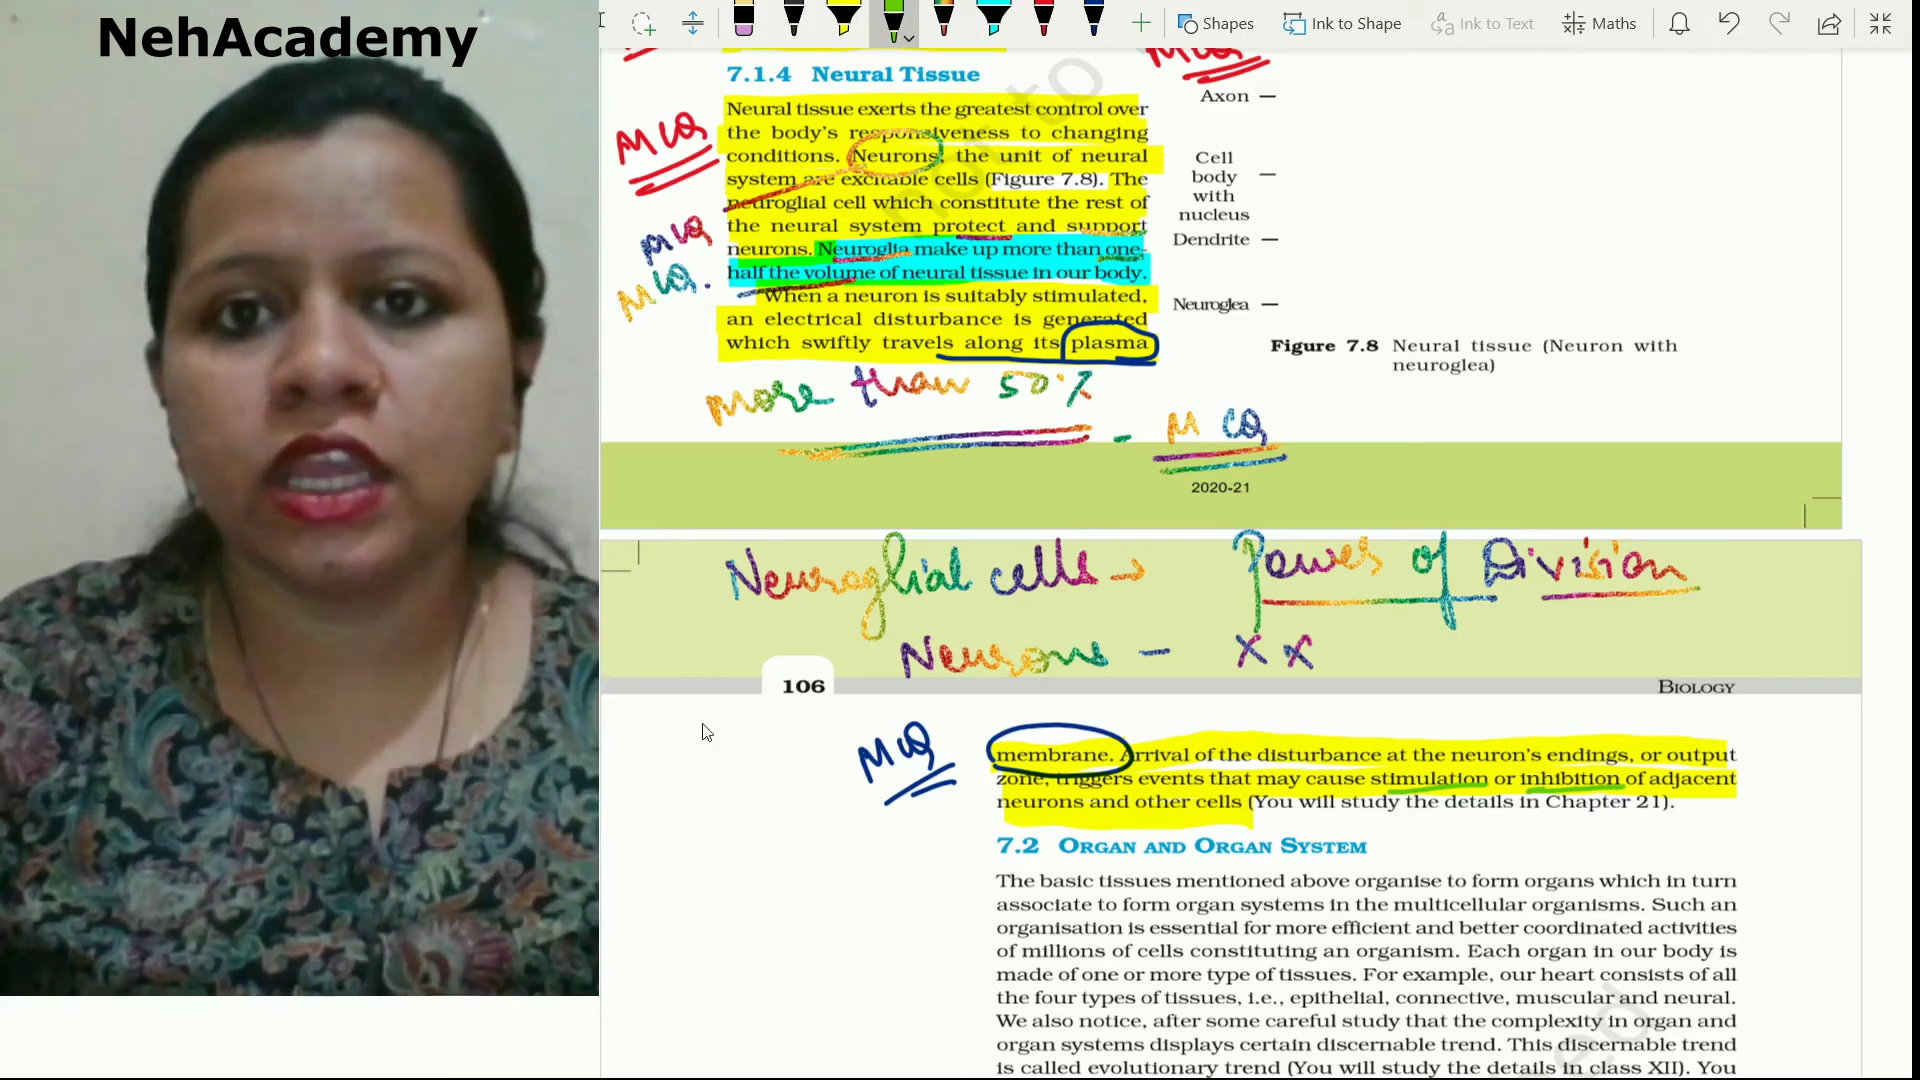 NehAcademy
Shapes
Ink to Shape
Ink to Text
Maths
7.1.4 Neural Tissue
Neural tissue exerts the greatest control over
the body's responsiveness to changing
conditions. Neurons, the unit of neural
system are excitable cells (Figure 7.8). The
neuroglial cell which constitute the rest of
the neural system protect and support
neurons. Neuroglia make up more than one-
half the volume of neural tissue in our body.
When a neuron is suitably stimulated,
an electrical disturbance is generated
which swiftly travels along its plasma
MCQ
MCQ
MCQ.
MCQ
Axon
Cell
body
with
nucleus
Dendrite
Neuroglea
Figure 7.8 Neural tissue (Neuron with
neuroglea)
more than 50%
- MCQ
2020-21
Neuroglial cells → Power of Division
Neurons - X X
106
BIOLOGY
MCQ
membrane. Arrival of the disturbance at the neuron's endings, or output
zone, triggers events that may cause stimulation or inhibition of adjacent
neurons and other cells (You will study the details in Chapter 21).
7.2 ORGAN AND ORGAN SYSTEM
The basic tissues mentioned above organise to form organs which in turn
associate to form organ systems in the multicellular organisms. Such an
organisation is essential for more efficient and better coordinated activities
of millions of cells constituting an organism. Each organ in our body is
made of one or more type of tissues. For example, our heart consists of all
the four types of tissues, i.e., epithelial, connective, muscular and neural.
We also notice, after some careful study that the complexity in organ and
organ systems displays certain discernable trend. This discernable trend
is called evolutionary trend (You will study the details in class XII). You
not to